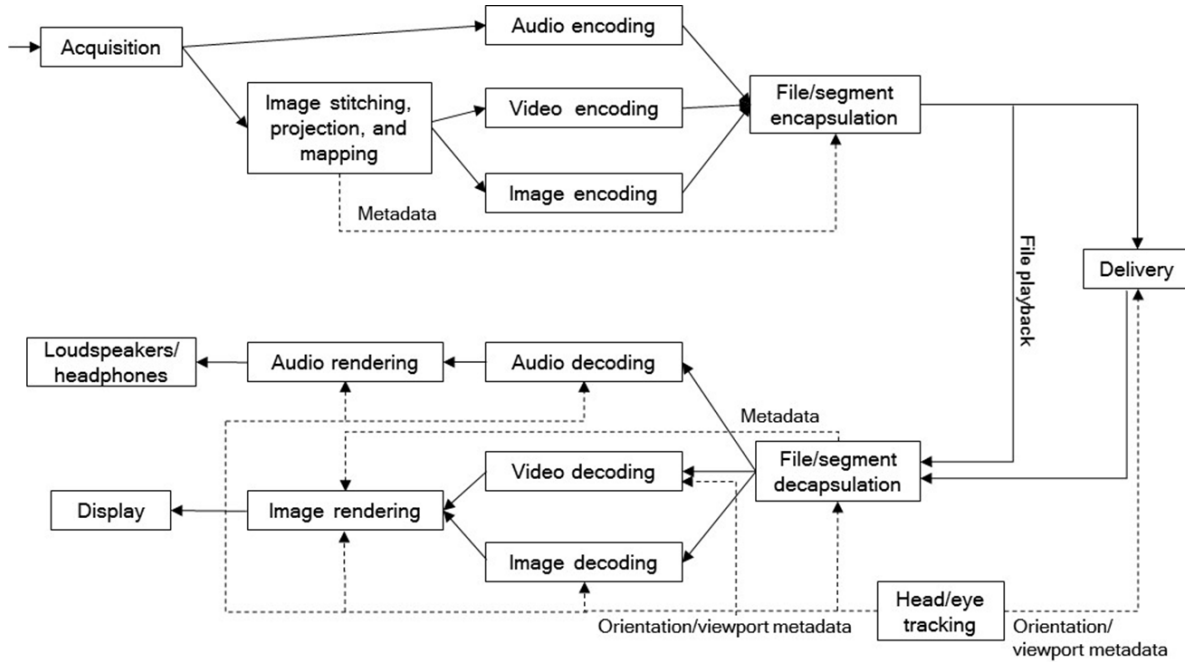 Acquisition
Audio encoding
Image stitching,
projection, and
mapping
Video encoding
Image encoding
File/segment
encapsulation
Metadata
File playback
Delivery
Loudspeakers/
headphones
Audio rendering
Audio decoding
Metadata
Video decoding
File/segment
decapsulation
Display
Image rendering
Image decoding
Head/eye
tracking
Orientation/viewport metadata
Orientation/
viewport metadata